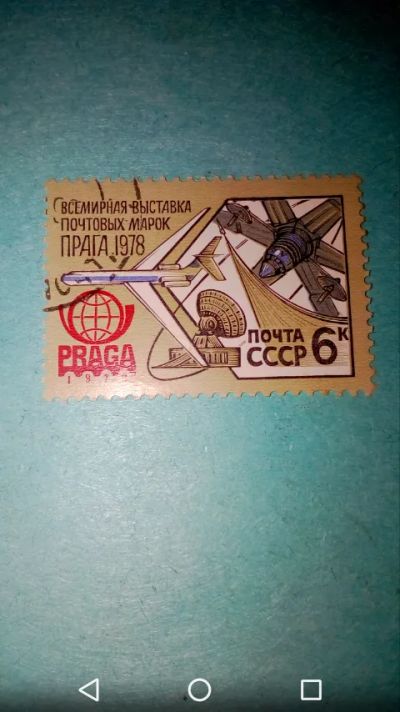 ВСЕМИРНАЯ ВЫСТАВКА
ПОЧТОВЫХ МАРОК
ПРАГА 1978
PRAGA
ПОЧТА
СССР 6к